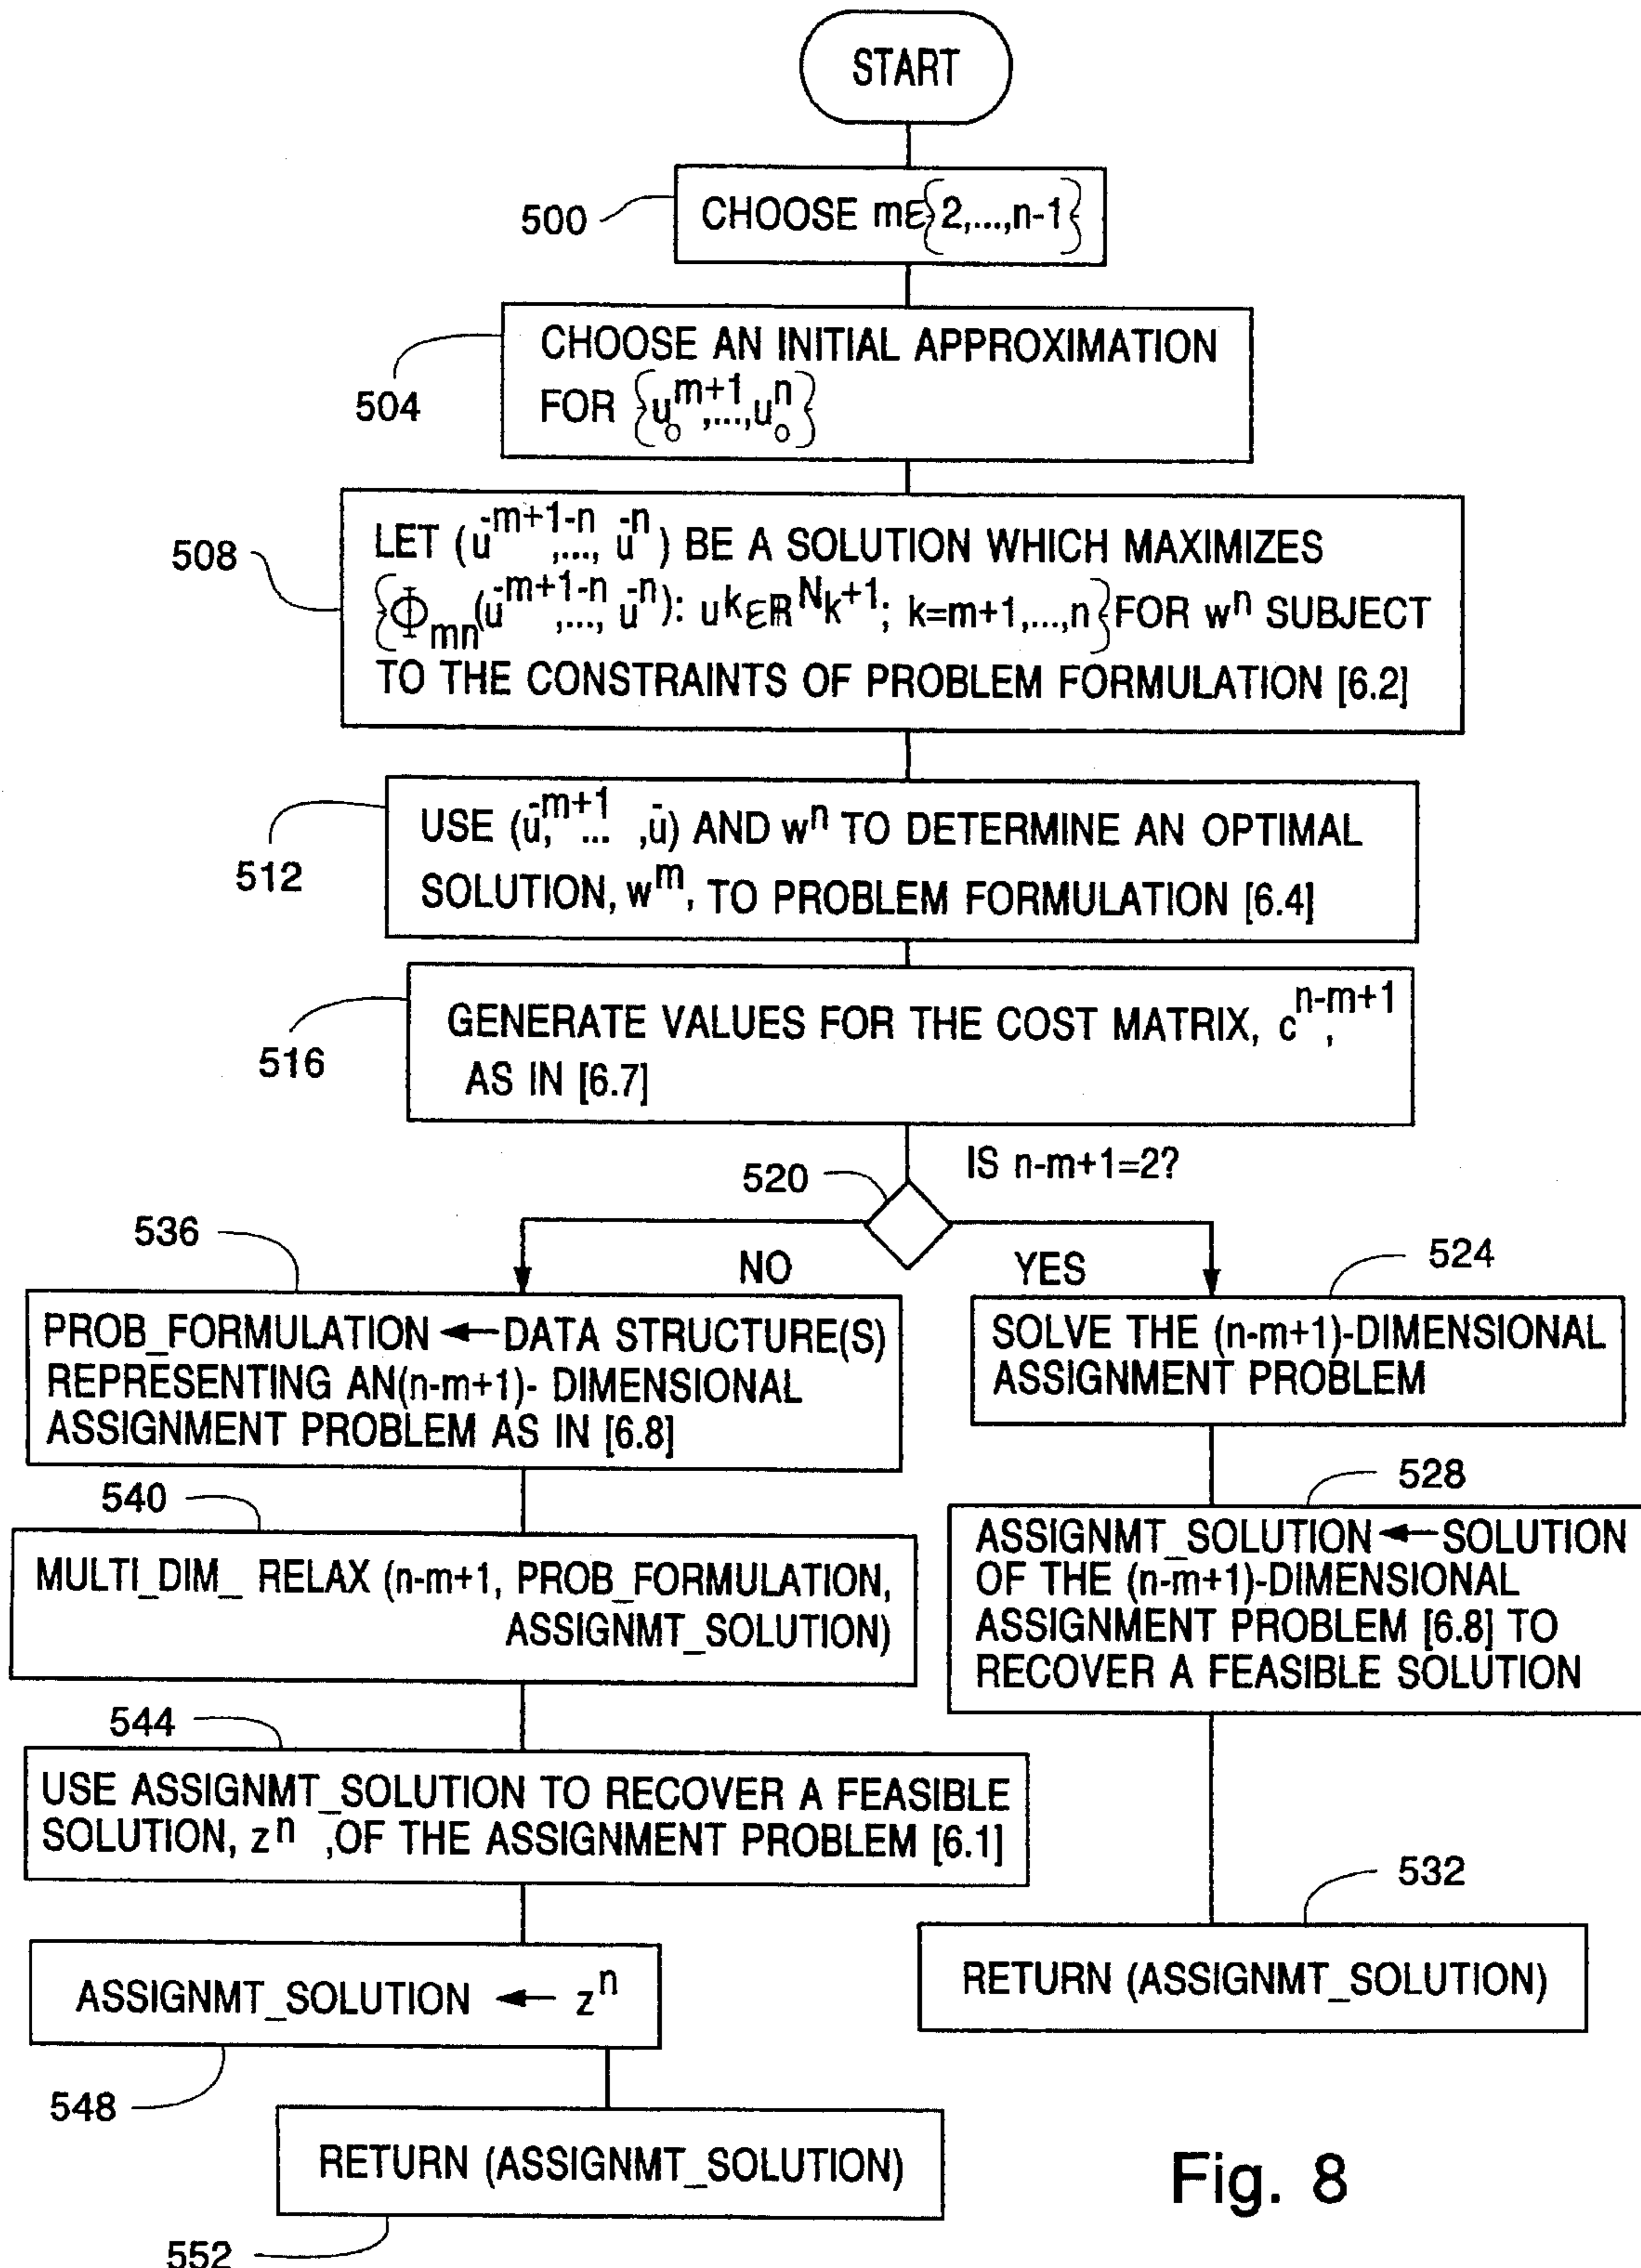 START
500
CHOOSE mε{2,...,n-1}
504
CHOOSE AN INITIAL APPROXIMATION
FOR {u₀^m+1,...,u₀^n}
508
LET (ū^m+1-n,..., ū^n) BE A SOLUTION WHICH MAXIMIZES
{Φ_mn(ū^m+1-n,..., ū^n): u^k ε ℝ^N_k+1; k=m+1,...,n} FOR w^n SUBJECT
TO THE CONSTRAINTS OF PROBLEM FORMULATION [6.2]
512
USE (ū,^m+1 ... ,ū) AND w^n TO DETERMINE AN OPTIMAL
SOLUTION, w^m, TO PROBLEM FORMULATION [6.4]
516
GENERATE VALUES FOR THE COST MATRIX, c^n-m+1,
AS IN [6.7]
520
IS n-m+1=2?
NO
YES
536
PROB_FORMULATION ← DATA STRUCTURE(S)
REPRESENTING AN(n-m+1)- DIMENSIONAL
ASSIGNMENT PROBLEM AS IN [6.8]
540
MULTI_DIM_ RELAX (n-m+1, PROB_FORMULATION,
ASSIGNMT_SOLUTION)
544
USE ASSIGNMT_SOLUTION TO RECOVER A FEASIBLE
SOLUTION, z^n ,OF THE ASSIGNMENT PROBLEM [6.1]
548
ASSIGNMT_SOLUTION ← z^n
552
RETURN (ASSIGNMT_SOLUTION)
524
SOLVE THE (n-m+1)-DIMENSIONAL
ASSIGNMENT PROBLEM
528
ASSIGNMT_SOLUTION ← SOLUTION
OF THE (n-m+1)-DIMENSIONAL
ASSIGNMENT PROBLEM [6.8] TO
RECOVER A FEASIBLE SOLUTION
532
RETURN (ASSIGNMT_SOLUTION)
Fig. 8